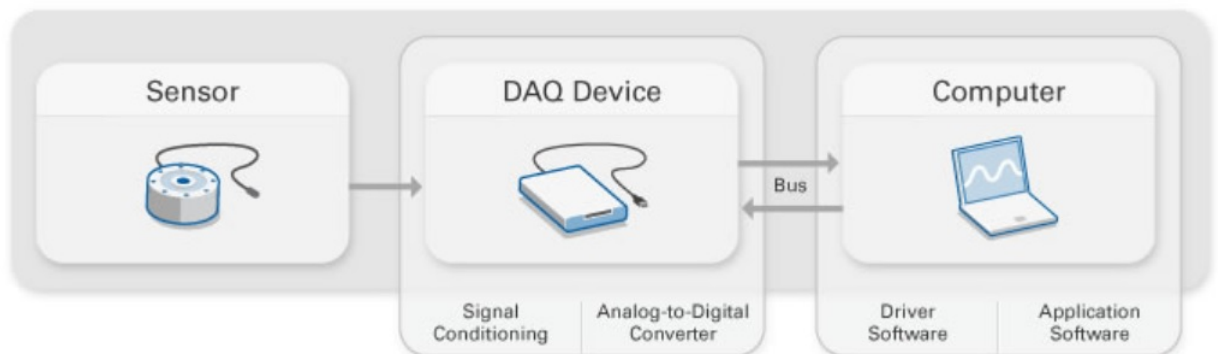 Sensor
DAQ Device
Computer
Bus
Signal
Conditioning
Analog-to-Digital
Converter
Driver
Software
Application
Software